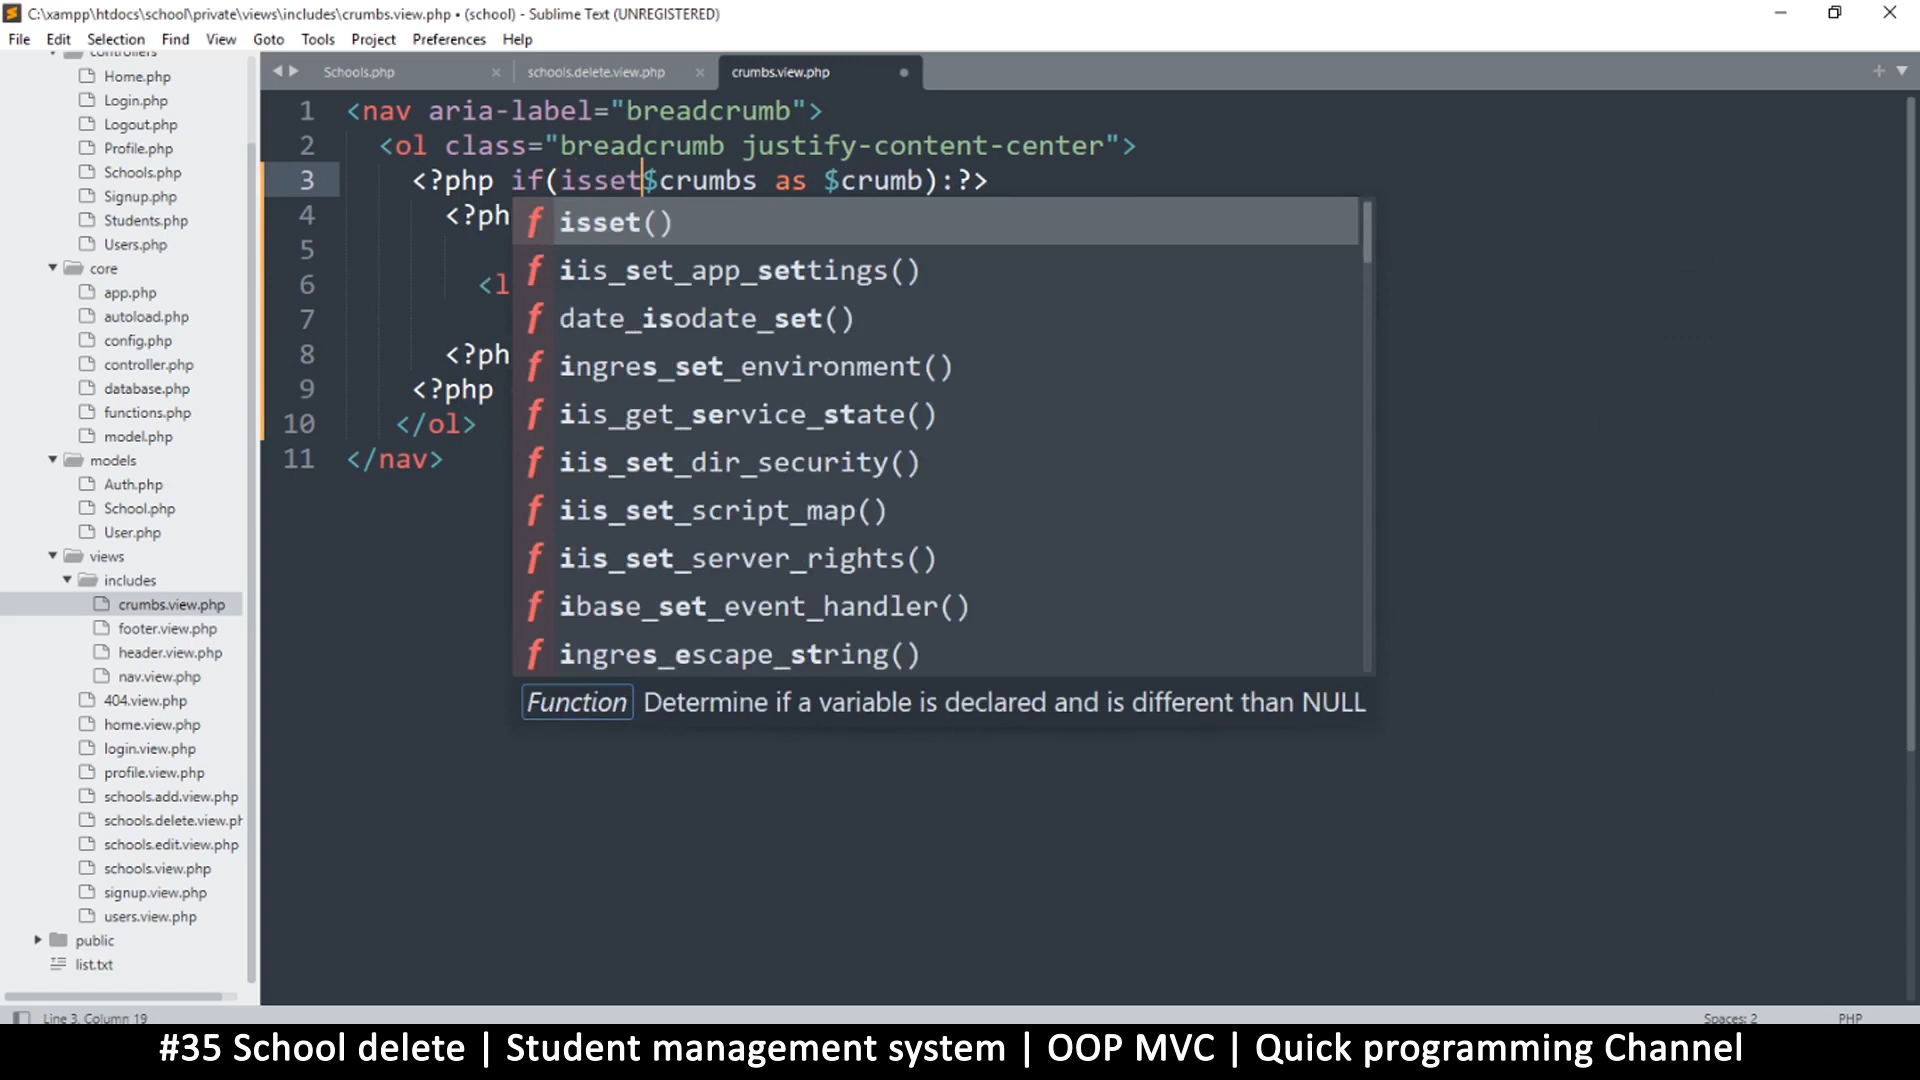 C:\xampp\htdocs\school\private\views\includes\crumbs.view.php • (school) - Sublime Text (UNREGISTERED)
File Edit Selection Find View Goto Tools Project Preferences Help
controllers
Home.php
Login.php
Logout.php
Profile.php
Schools.php
Signup.php
Students.php
Users.php
core
app.php
autoload.php
config.php
controller.php
database.php
functions.php
model.php
models
Auth.php
School.php
User.php
views
includes
crumbs.view.php
footer.view.php
header.view.php
nav.view.php
404.view.php
home.view.php
login.view.php
profile.view.php
schools.add.view.php
schools.delete.view.ph
schools.edit.view.php
schools.view.php
signup.view.php
users.view.php
public
list.txt
Schools.php schools.delete.view.php crumbs.view.php
1 <nav aria-label="breadcrumb">
2 <ol class="breadcrumb justify-content-center">
3 <?php if(isset$crumbs as $crumb):?>
4 <?ph
5
6 <l
7
8 <?ph
9 <?php
10 </ol>
11 </nav>
f isset()
f iis_set_app_settings()
f date_isodate_set()
f ingres_set_environment()
f iis_get_service_state()
f iis_set_dir_security()
f iis_set_script_map()
f iis_set_server_rights()
f ibase_set_event_handler()
f ingres_escape_string()
Function Determine if a variable is declared and is different than NULL
Line 3, Column 19 Spaces: 2 PHP
#35 School delete | Student management system | OOP MVC | Quick programming Channel